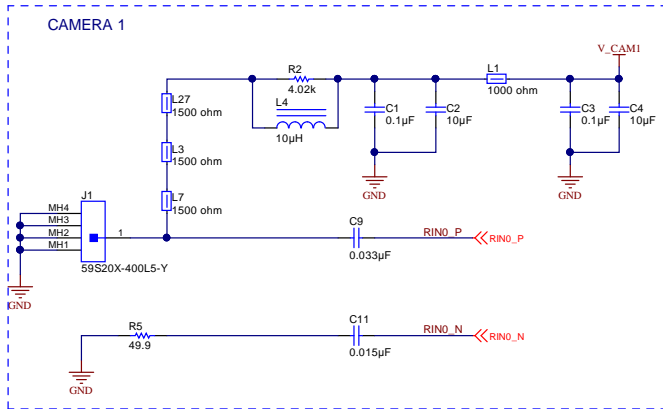 CAMERA 1
V_CAM1
R2
4.02k
L1
1000 ohm
L27
1500 ohm
L4
10µH
C1
0.1µF
C2
10µF
C3
0.1µF
C4
10µF
L3
1500 ohm
GND
GND
L7
1500 ohm
J1
MH4
MH3
MH2
MH1
1
59S20X-400L5-Y
C9
0.033µF
RIN0_P
RIN0_P
GND
R5
49.9
C11
0.015µF
RIN0_N
RIN0_N
GND